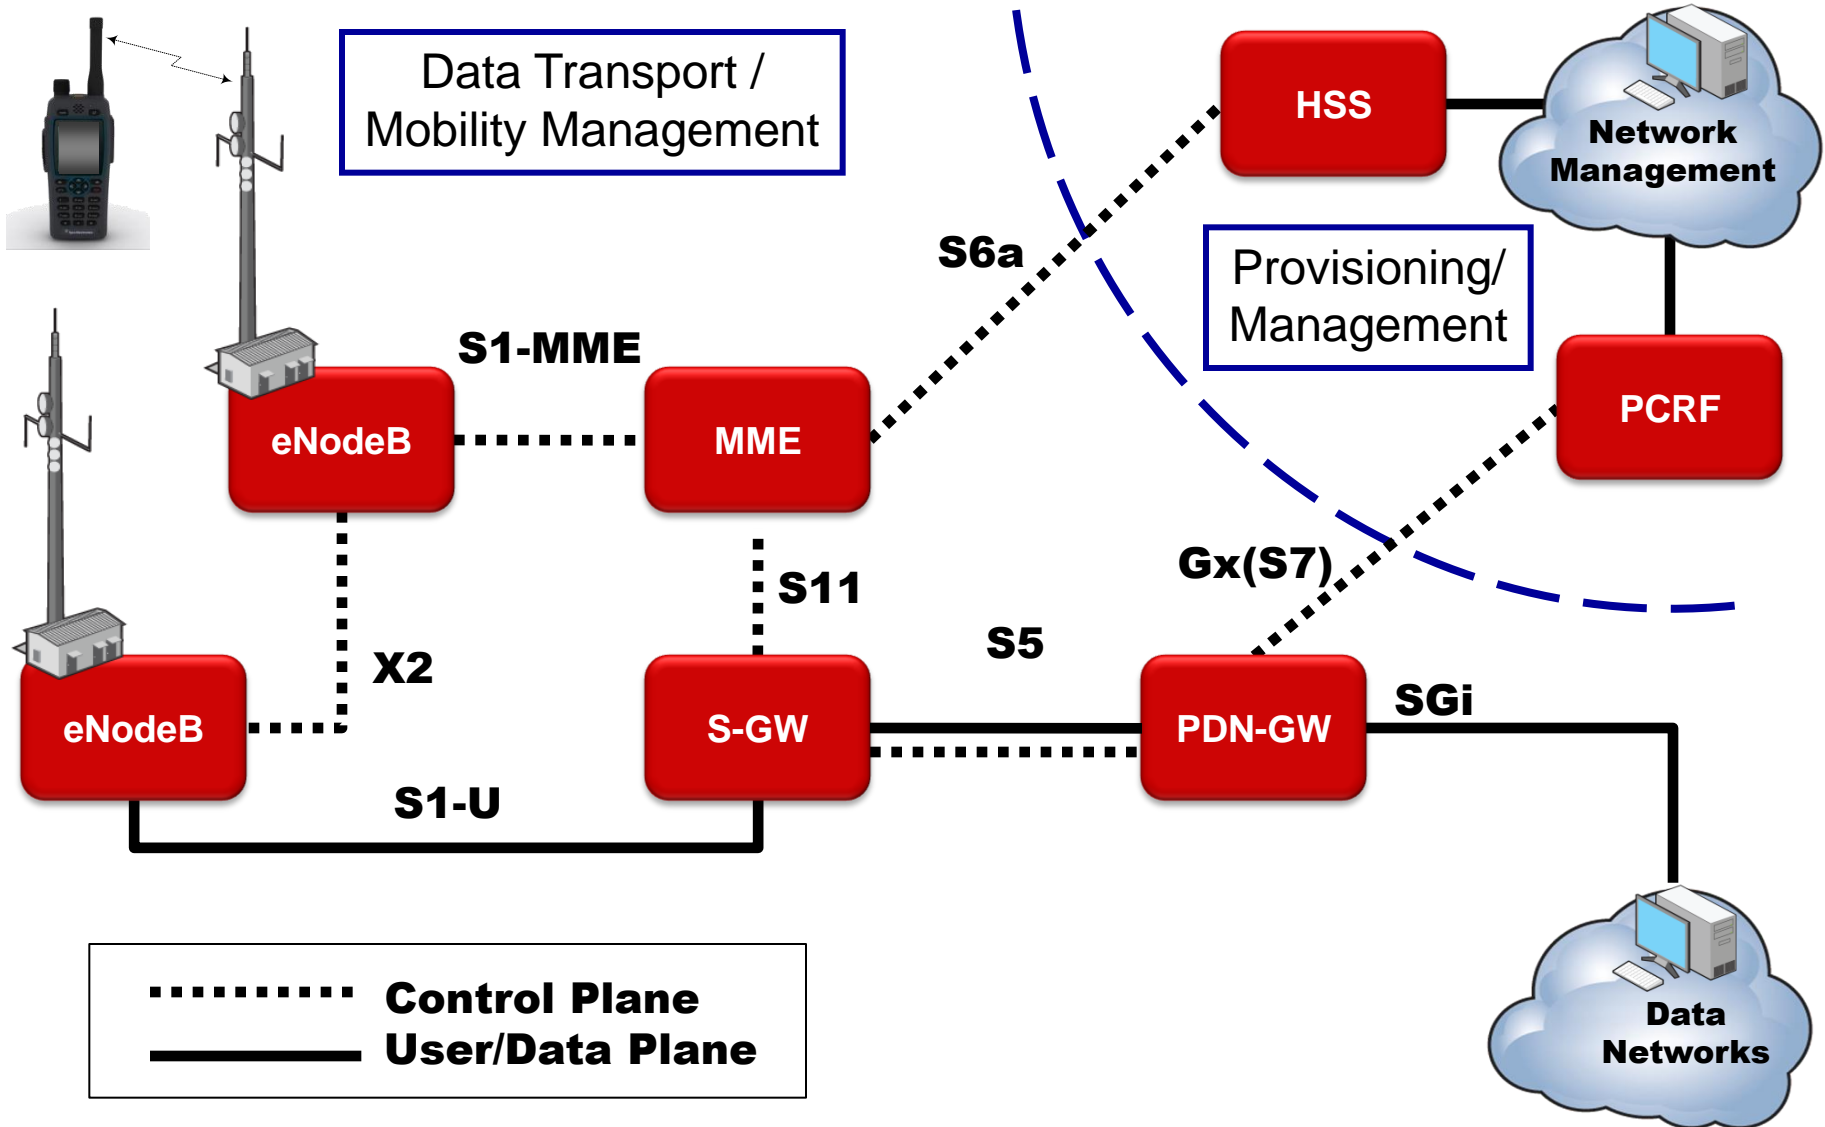 Data Transport /
Mobility Management
HSS
Network
Management
S6a
Provisioning/
Management
S1-MME
eNodeB
MME
PCRF
Gx(S7)
S11
X2
S5
eNodeB
S-GW
PDN-GW
SGi
S1-U
Control Plane
User/Data Plane
Data
Networks